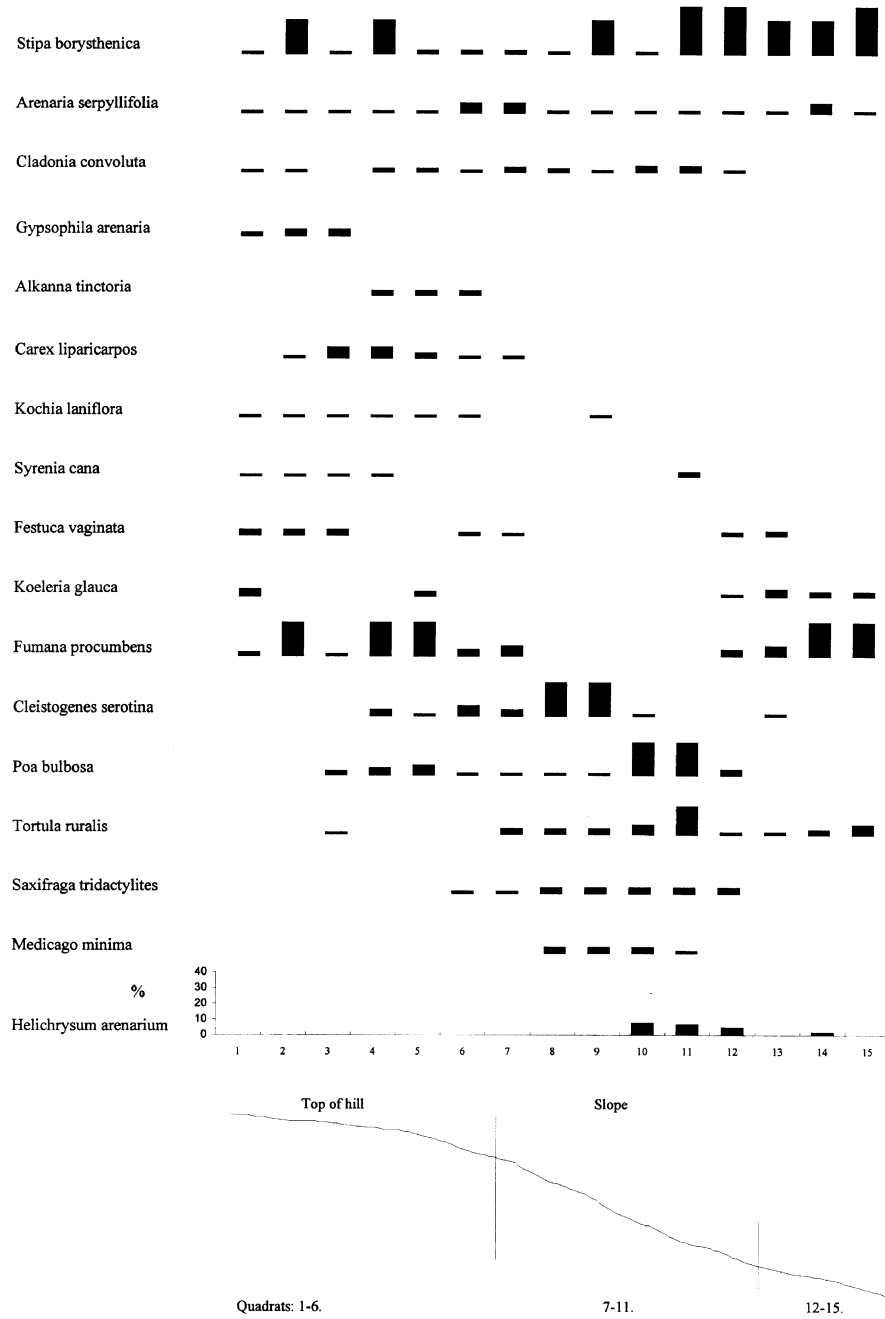 Stipa borysthenica
Arenaria serpyllifolia
Cladonia convoluta
Gypsophila arenaria
Alkanna tinctoria
Carex liparicarpos
Kochia laniflora
Syrenia cana
Festuca vaginata
Koeleria glauca
Fumana procumbens
Cleistogenes serotina
Poa bulbosa
Tortula ruralis
Saxifraga tridactylites
Medicago minima
%
40
30
20
10
0
Helichrysum arenarium
1 2 3 4 5 6 7 8 9 10 11 12 13 14 15
Top of hill Slope
Quadrats: 1-6. 7-11. 12-15.